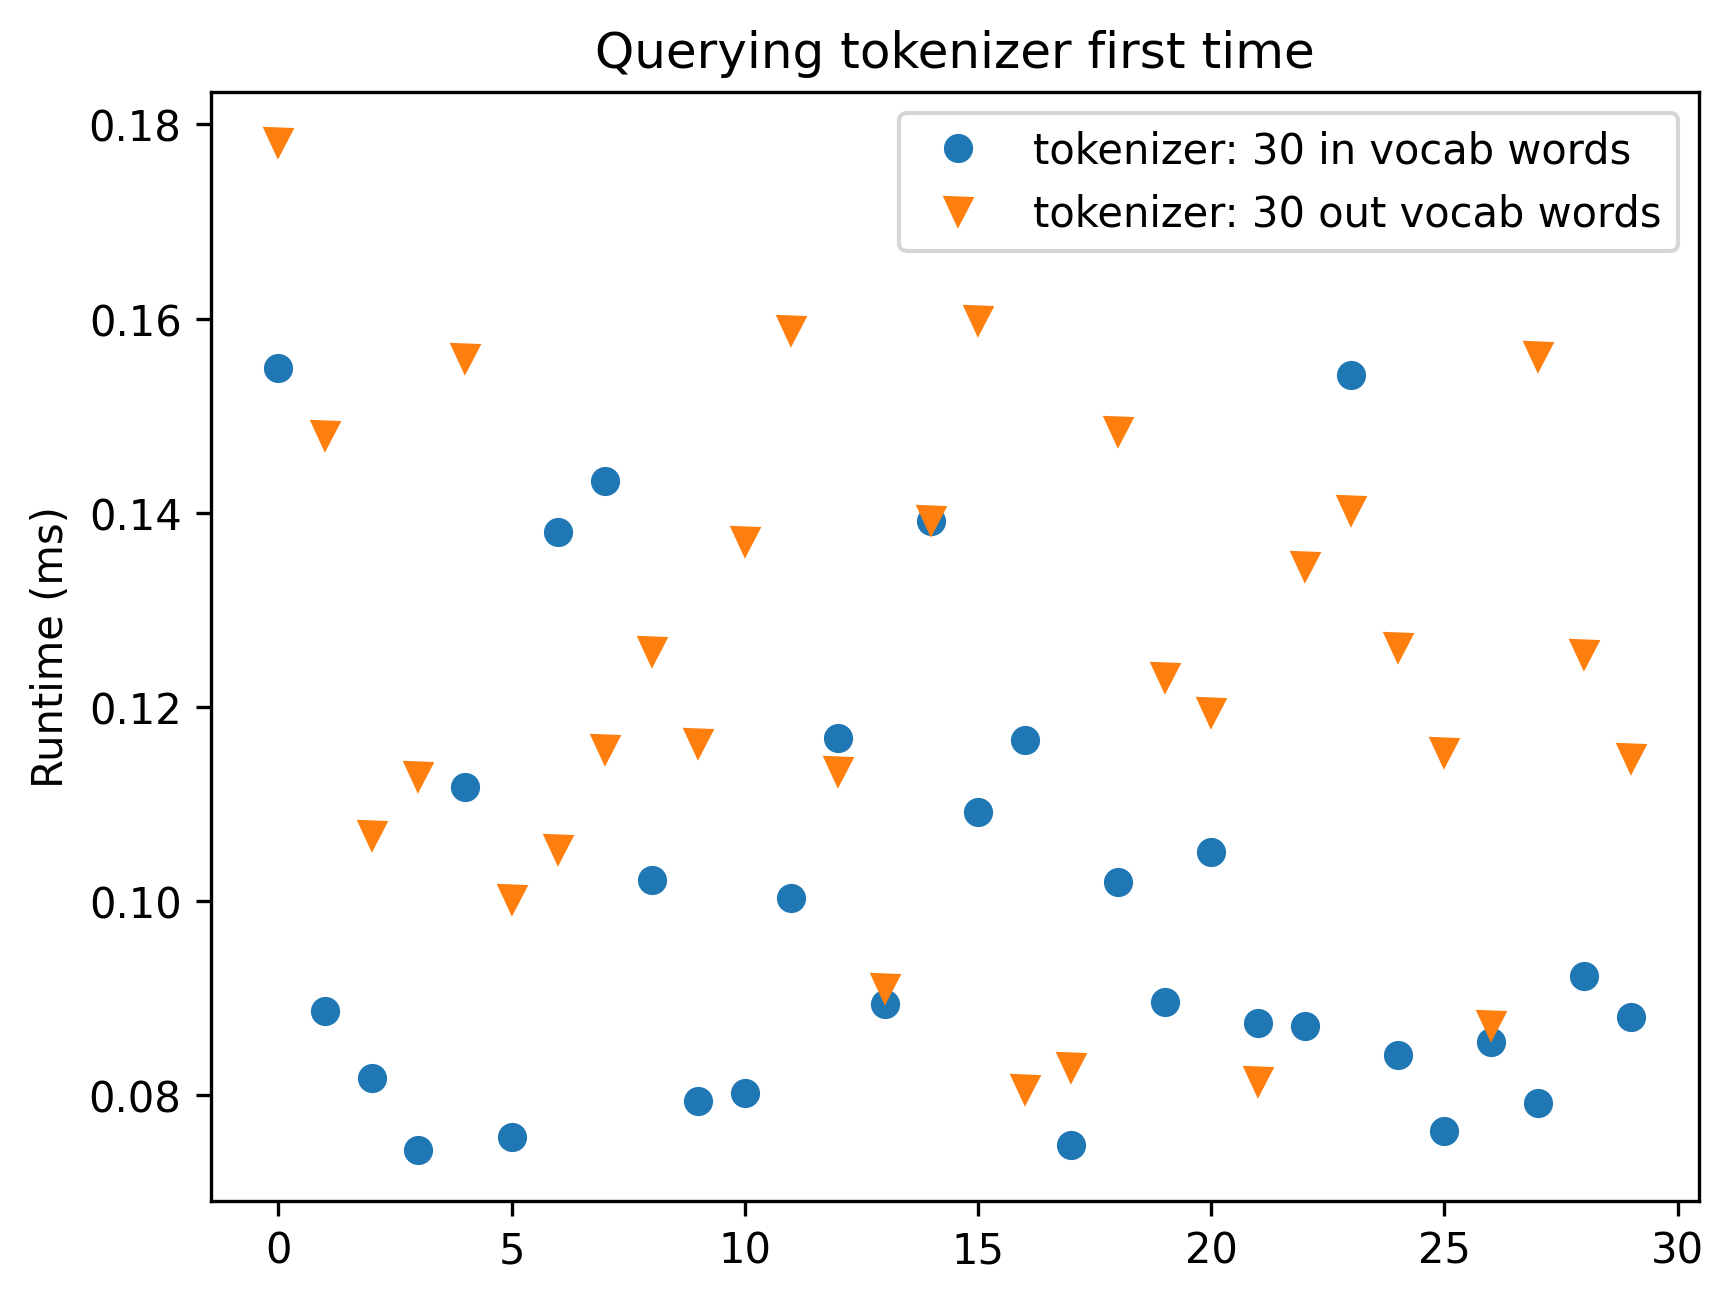 Querying tokenizer first time
tokenizer: 30 in vocab words
tokenizer: 30 out vocab words
Runtime (ms)
0.18
0.16
0.14
0.12
0.10
0.08
0 5 10 15 20 25 30